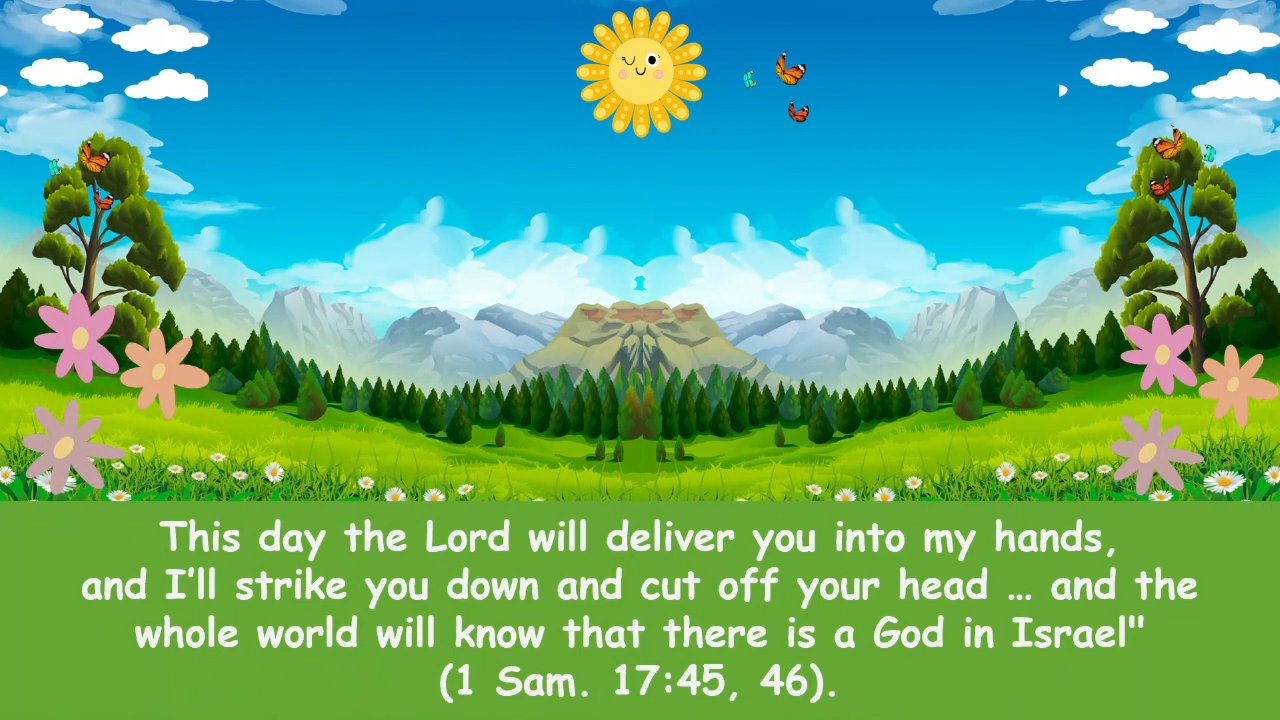 This day the Lord will deliver you into my hands,
and I’ll strike you down and cut off your head … and the
whole world will know that there is a God in Israel"
(1 Sam. 17:45, 46).